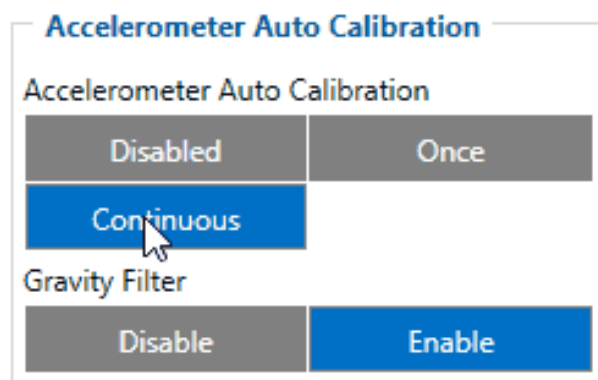 Accelerometer Auto Calibration
Accelerometer Auto Calibration
Disabled Once
Continuous
Gravity Filter
Disable Enable